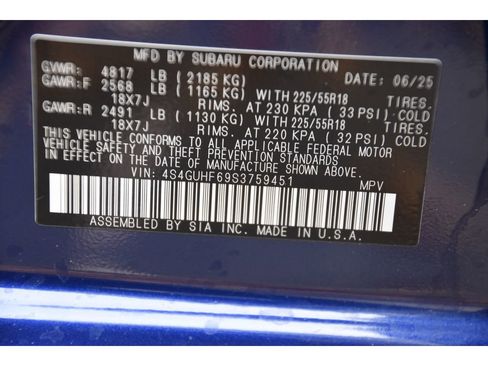 MFD BY SUBARU CORPORATION
GVWR: 4817 LB ( 2185 KG) DATE: 06/25
GAWR:F 2568 LB ( 1165 KG) WITH 225/55R18 TIRES.
18X7J RIMS. AT 230 KPA ( 33 PSI) COLD
GAWR:R 2491 LB ( 1130 KG) WITH 225/55R18 TIRES.
18X7J RIMS. AT 220 KPA ( 32 PSI) COLD
THIS VEHICLE CONFORMS TO ALL APPLICABLE FEDERAL MOTOR
VEHICLE SAFETY, BUMPER, AND THEFT PREVENTION STANDARDS
IN EFFECT ON THE DATE OF MANUFACTURE SHOWN ABOVE.
VIN: 4S4GUHF69S3759451 MPV
ASSEMBLED BY SIA INC. MADE IN U.S.A.